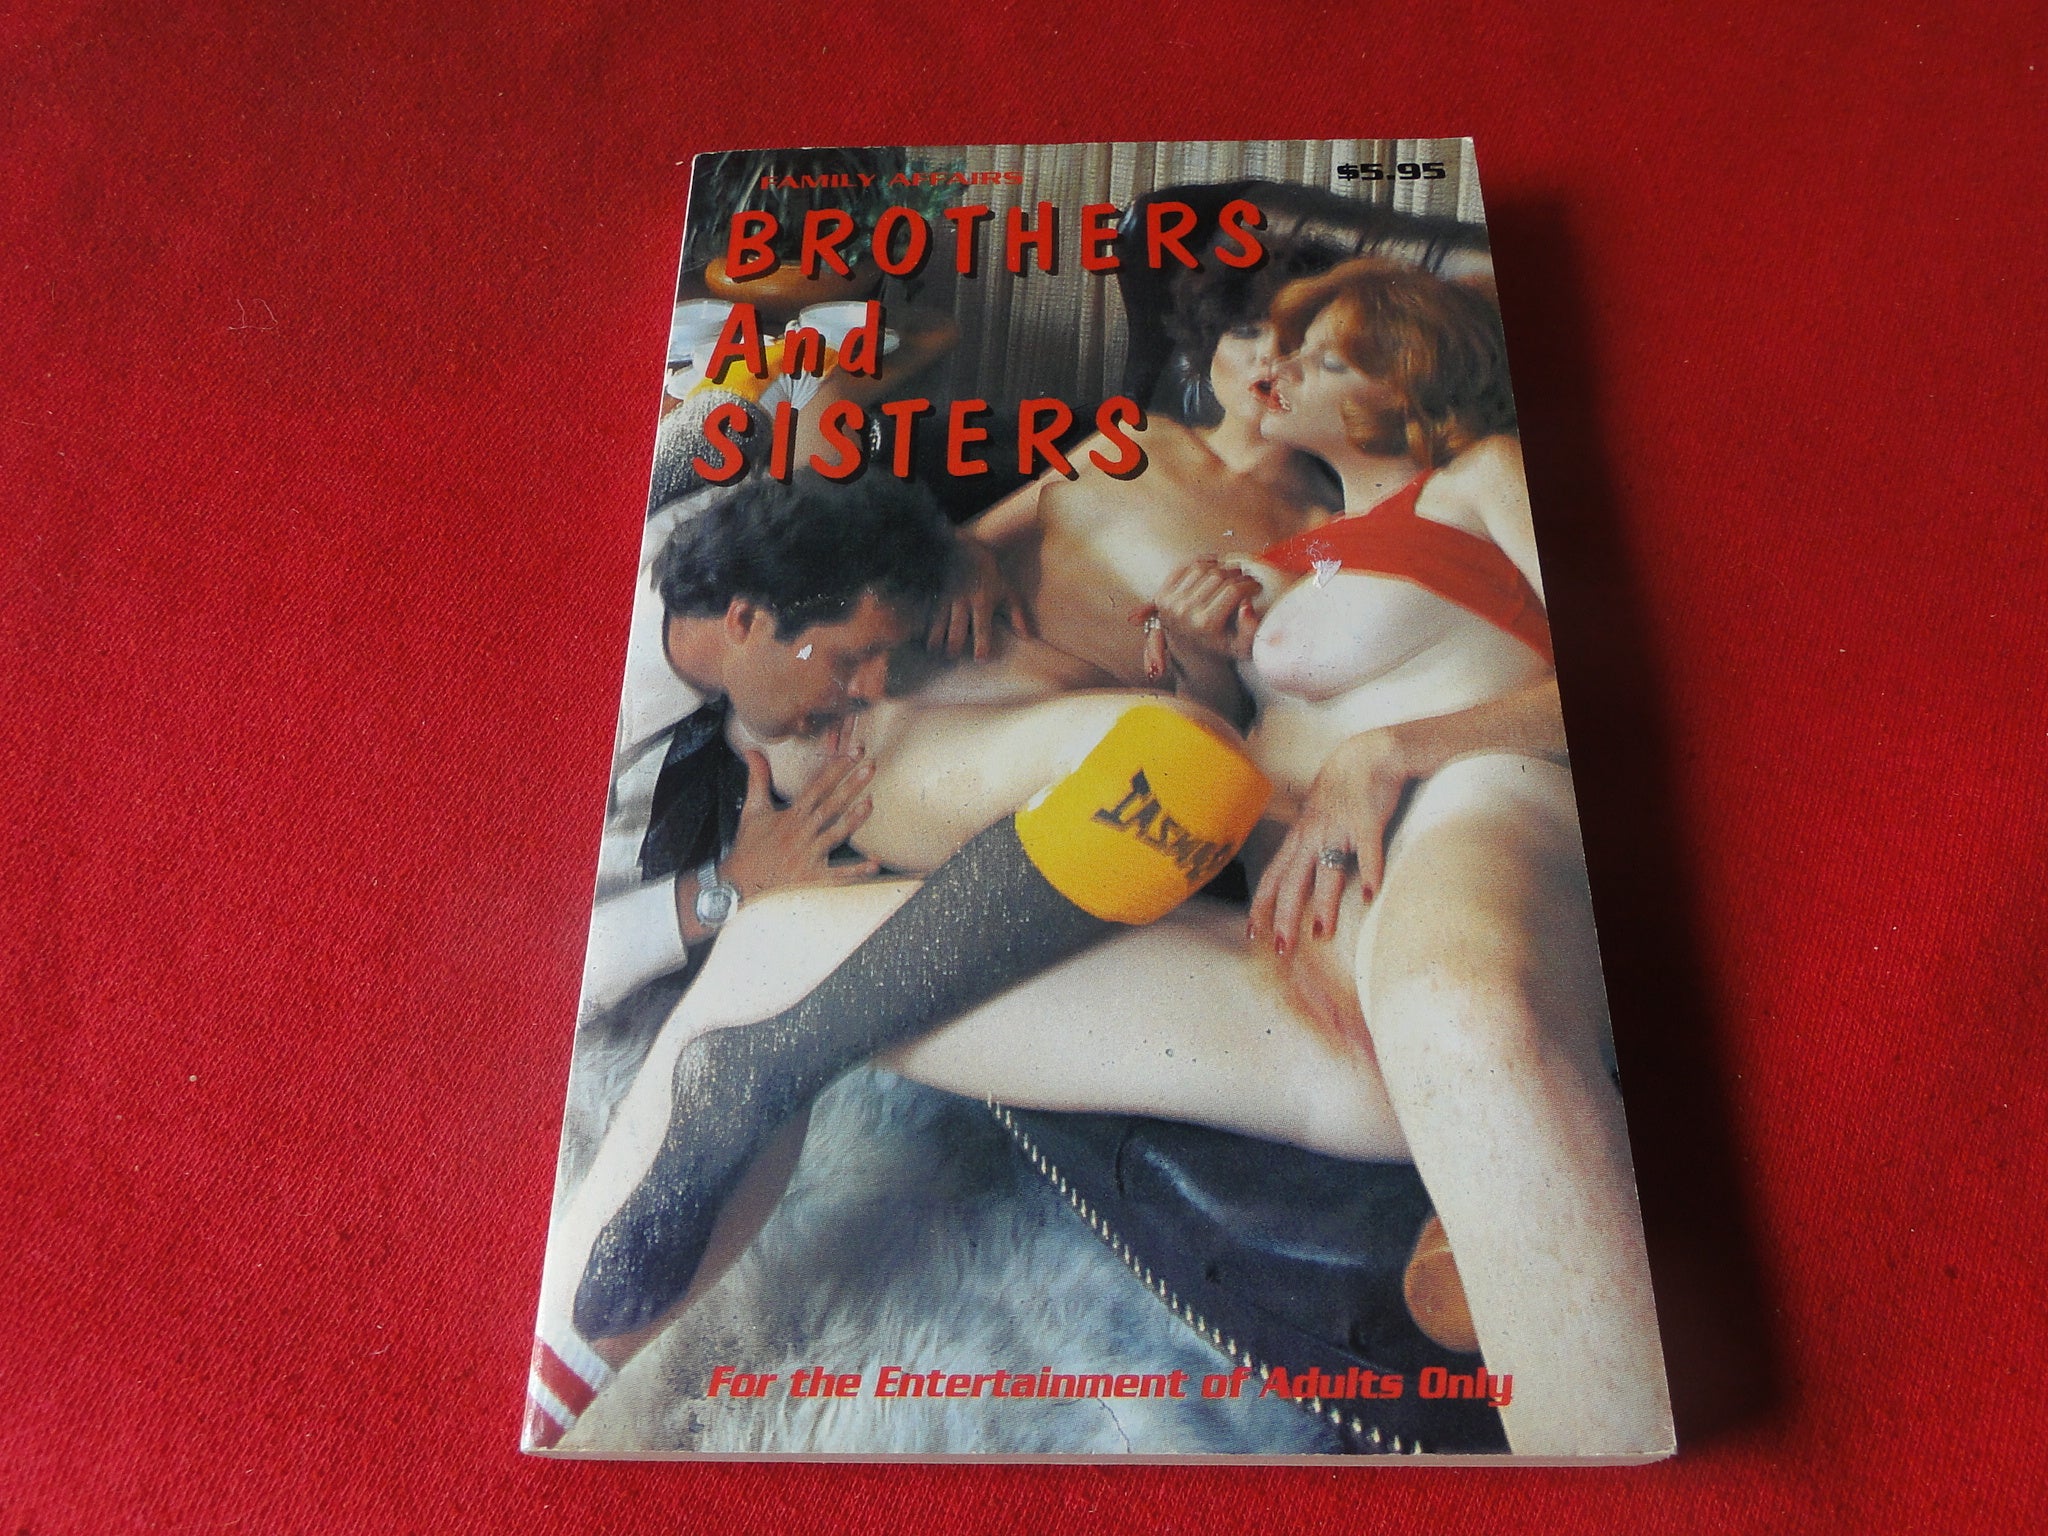 FAMILY AFFAIRS
$5.95
BROTHERS
And
SISTERS
For the Entertainment of Adults Only